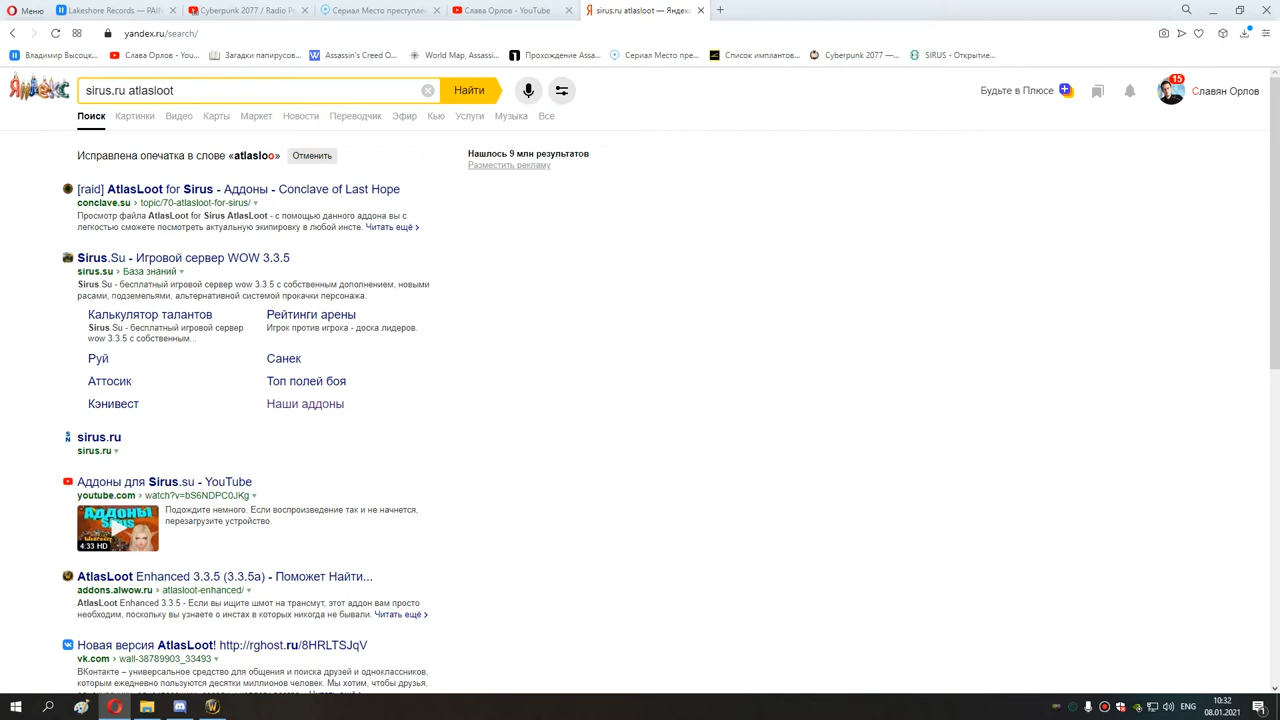 Меню
Lakeshore Records — PAIN
Cyberpunk 2077 / Radio Pe
Сериал Место преступлен
Слава Орлов - YouTube
sirus.ru atlasloot — Яндекс
yandex.ru/search/
Владимир Высоцк...
Слава Орлов - YouTu...
Загадки папирусов...
Assassin's Creed O...
World Map, Assassi...
Прохождение Assa...
Сериал Место пре...
Список имплантов...
Cyberpunk 2077 —...
SIRUS - Открытие...
Яндекс
sirus.ru atlasloot
Найти
Будьте в Плюсе
15
Славян Орлов
Поиск Картинки Видео Карты Маркет Новости Переводчик Эфир Кью Услуги Музыка Все
Исправлена опечатка в слове «atlasloo» Отменить
Нашлось 9 млн результатов
Разместить рекламу
[raid] AtlasLoot for Sirus - Аддоны - Conclave of Last Hope
conclave.su › topic/70-atlasloot-for-sirus/
Просмотр файла AtlasLoot for Sirus AtlasLoot - с помощью данного аддона вы с
легкостью сможете посмотреть актуальную экипировку в любой инсте. Читать ещё ›
Sirus.Su - Игровой сервер WOW 3.3.5
sirus.su › База знаний
Sirus.Su - бесплатный игровой сервер wow 3.3.5 с собственным дополнением, новыми
расами, подземельями, альтернативной системой прокачки персонажа.
Калькулятор талантов
Sirus.Su - бесплатный игровой сервер
wow 3.3.5 с собственным...
Рейтинги арены
Игрок против игрока - доска лидеров.
Руй
Санек
Аттосик
Топ полей боя
Кэнивест
Наши аддоны
sirus.ru
sirus.ru
Аддоны для Sirus.su - YouTube
youtube.com › watch?v=bS6NDPC0JKg
АДДОНЫ
SIRUS
4:33 HD
Подождите немного. Если воспроизведение так и не начнется,
перезагрузите устройство.
AtlasLoot Enhanced 3.3.5 (3.3.5a) - Поможет Найти...
addons.alwow.ru › atlasloot-enhanced/
AtlasLoot Enhanced 3.3.5 - Если вы ищите шмот на трансмут, этот аддон вам просто
необходим, поскольку вы узнаете о инстах в которых никогда не бывали. Читать ещё ›
Новая версия AtlasLoot! http://rghost.ru/8HRLTSJqV
vk.com › wall-38789903_33493
ВКонтакте – универсальное средство для общения и поиска друзей и одноклассников,
которым ежедневно пользуются десятки миллионов человек. Мы хотим, чтобы друзья,
ENG
10:32
08.01.2021